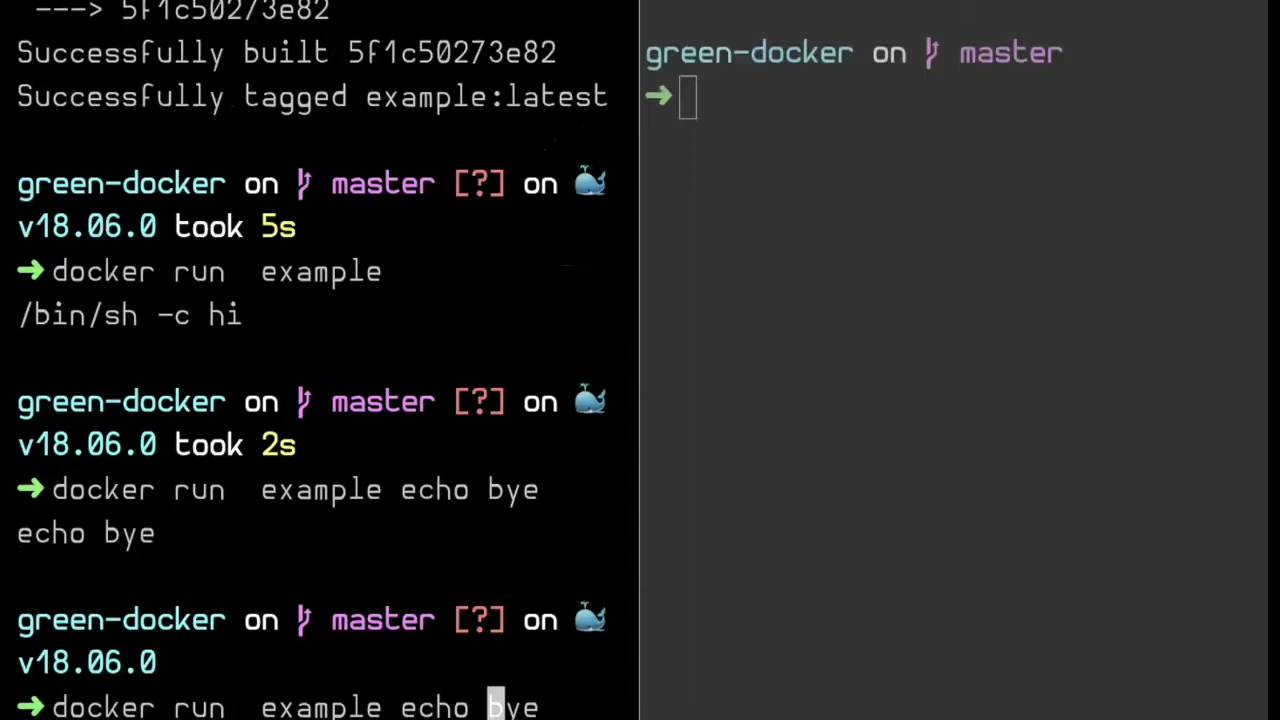 ---> 5f1c50273e82
Successfully built 5f1c50273e82
Successfully tagged example:latest
green-docker on master [?] on
v18.06.0 took 5s
➜ docker run  example
/bin/sh -c hi
green-docker on master [?] on
v18.06.0 took 2s
➜ docker run  example echo bye
echo bye
green-docker on master [?] on
v18.06.0
➜ docker run  example echo bye
green-docker on master
➜